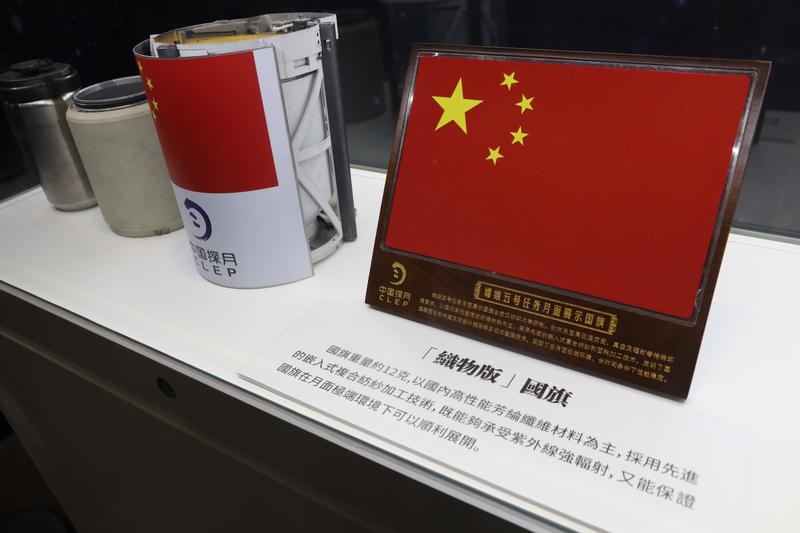 中国探月
CLEP
中国探月
CLEP
嫦娥五号任务月面展示国旗
「織物版」國旗
國旗重量約12克，以國內高性能芳綸纖維材料為主，採用先進
的嵌入式複合紡紗加工技術，既能夠承受紫外線強輻射，又能保證
國旗在月面極端環境下可以順利展開。